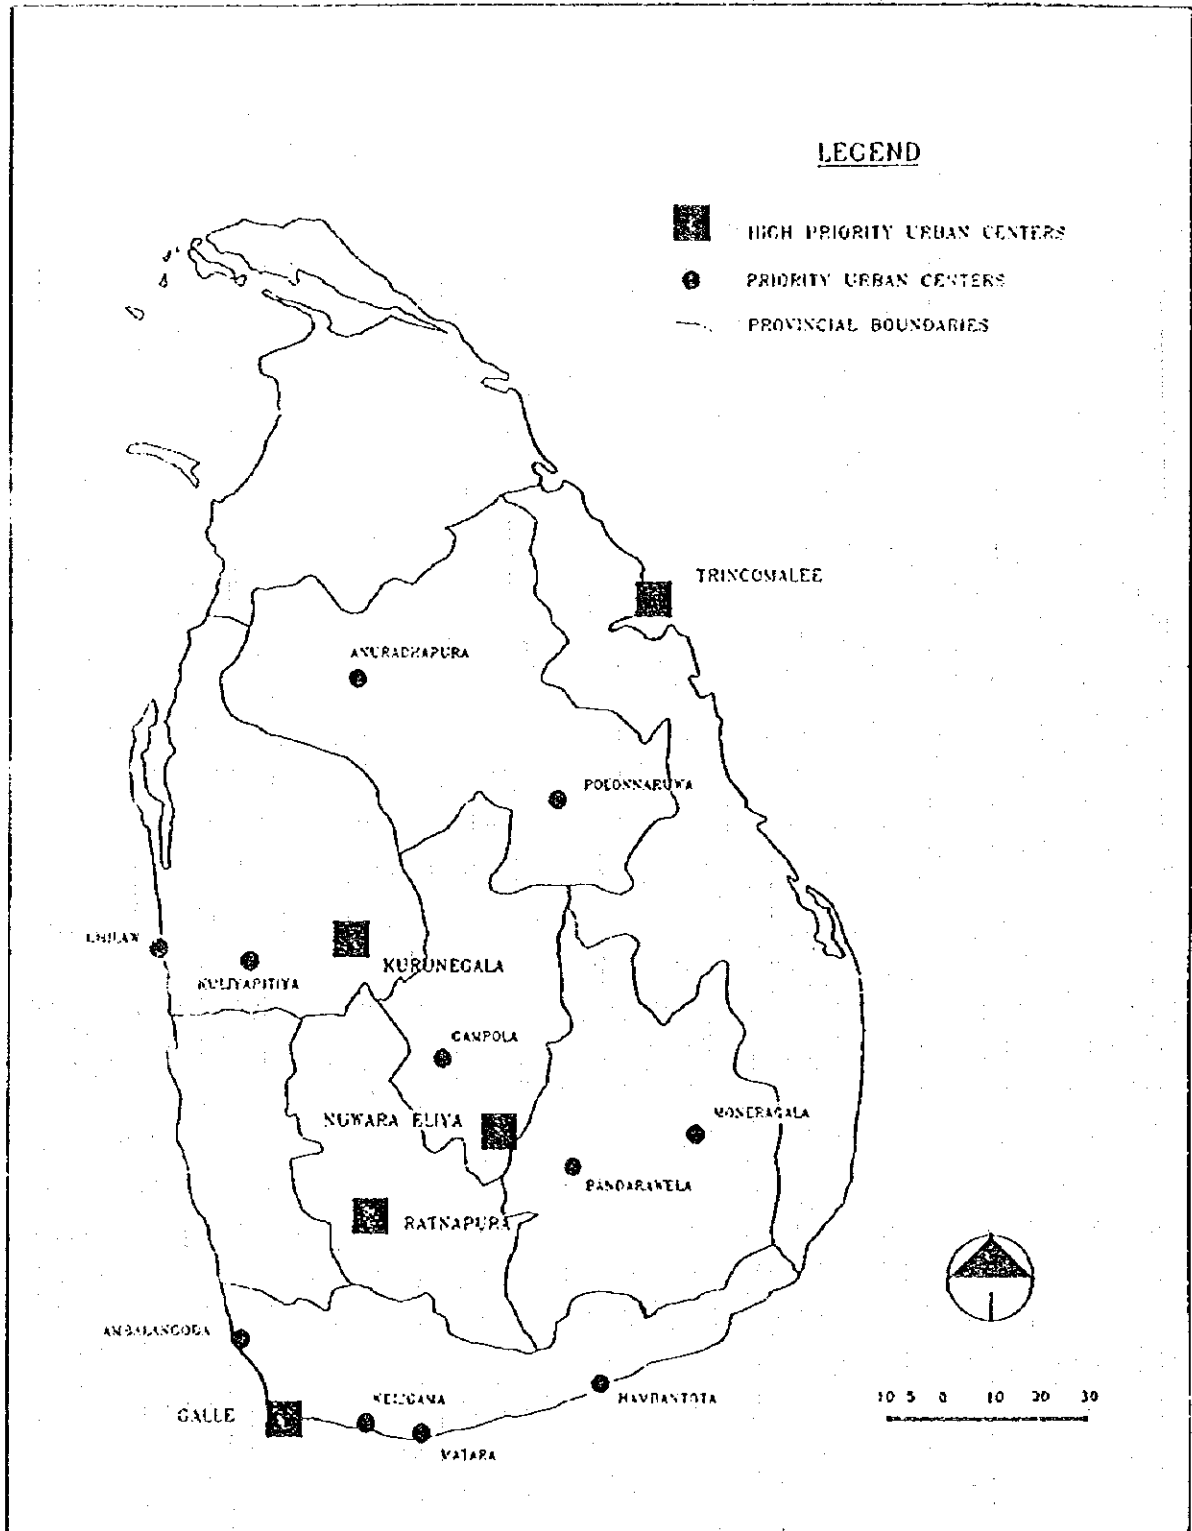 LEGEND
HIGH PRIORITY URBAN CENTERS
PRIORITY URBAN CENTERS
PROVINCIAL BOUNDARIES
TRINCOMALEE
ANURADHAPURA
POLONNARUWA
CHILAW
KULIYAPITIYA
KURUNEGALA
GAMPOLA
NUWARA ELIYA
MONERAGALA
BANDARAWELA
RATNAPURA
AMBALANGODA
GALLE
WELIGAMA
MATARA
HAMBANTOTA
10 5 0 10 20 30